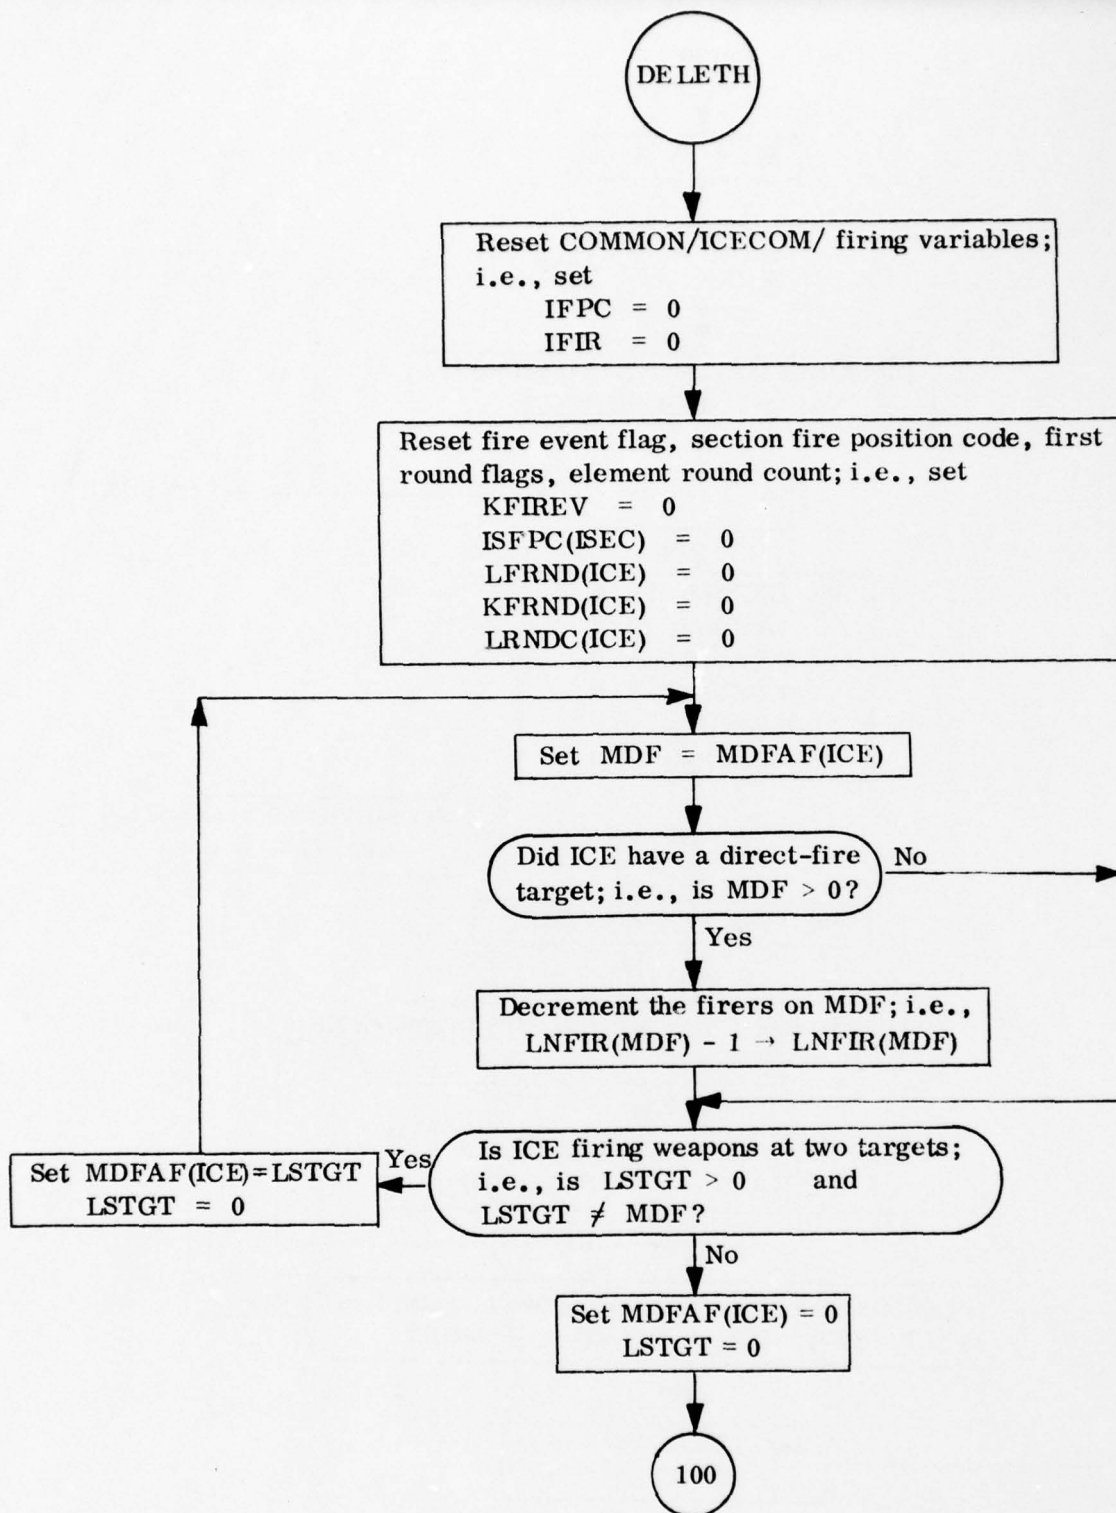 DELETH
Reset COMMON/ICECOM/ firing variables;
i.e., set
IFPC = 0
IFIR = 0
Reset fire event flag, section fire position code, first
round flags, element round count; i.e., set
KFIREV = 0
ISFPC(ISEC) = 0
LFRND(ICE) = 0
KFRND(ICE) = 0
LRNDC(ICE) = 0
Set MDF = MDFAF(ICE)
Did ICE have a direct-fire
target; i.e., is MDF > 0?
No
Yes
Decrement the firers on MDF; i.e.,
LNFIR(MDF) - 1 → LNFIR(MDF)
Is ICE firing weapons at two targets;
i.e., is LSTGT > 0 and
LSTGT ≠ MDF?
Yes
Set MDFAF(ICE)=LSTGT
LSTGT = 0
No
Set MDFAF(ICE) = 0
LSTGT = 0
100